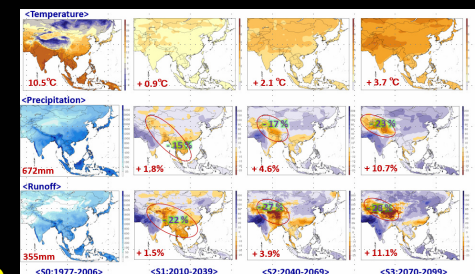 <Temperature>
10.5℃ + 0.9℃ + 2.1 ℃ + 3.7 ℃
<Precipitation>
- 15 % - 17 % - 23 %
672mm + 1.8% + 4.6% + 10.7%
<Runoff>
- 22 % - 27 %
355mm + 1.5% + 3.9% + 11.1%
<S0:1977-2006> <S1:2010-2039> <S2:2040-2069> <S3:2070-2099>